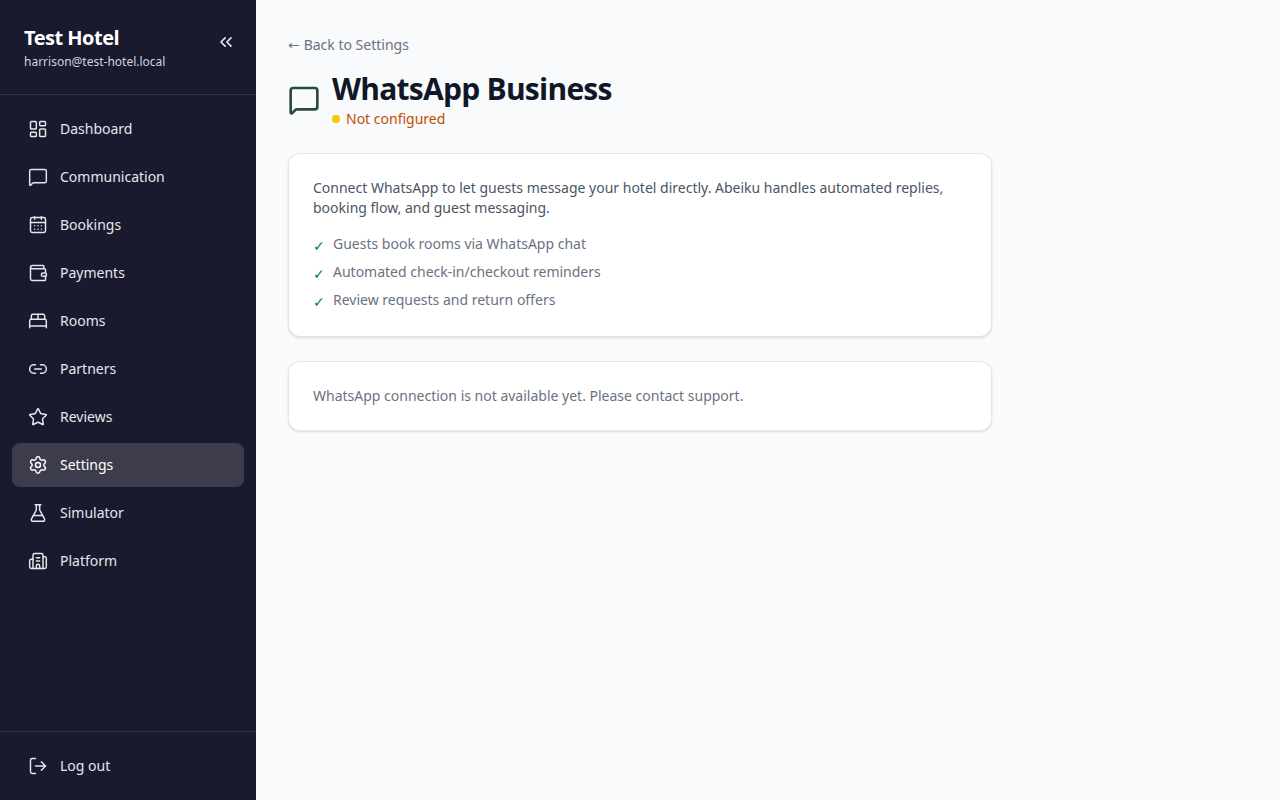 Test Hotel
harrison@test-hotel.local
Dashboard
Communication
Bookings
Payments
Rooms
Partners
Reviews
Settings
Simulator
Platform
Log out
← Back to Settings
WhatsApp Business
Not configured
Connect WhatsApp to let guests message your hotel directly. Abeiku handles automated replies,
booking flow, and guest messaging.
✓ Guests book rooms via WhatsApp chat
✓ Automated check-in/checkout reminders
✓ Review requests and return offers
WhatsApp connection is not available yet. Please contact support.